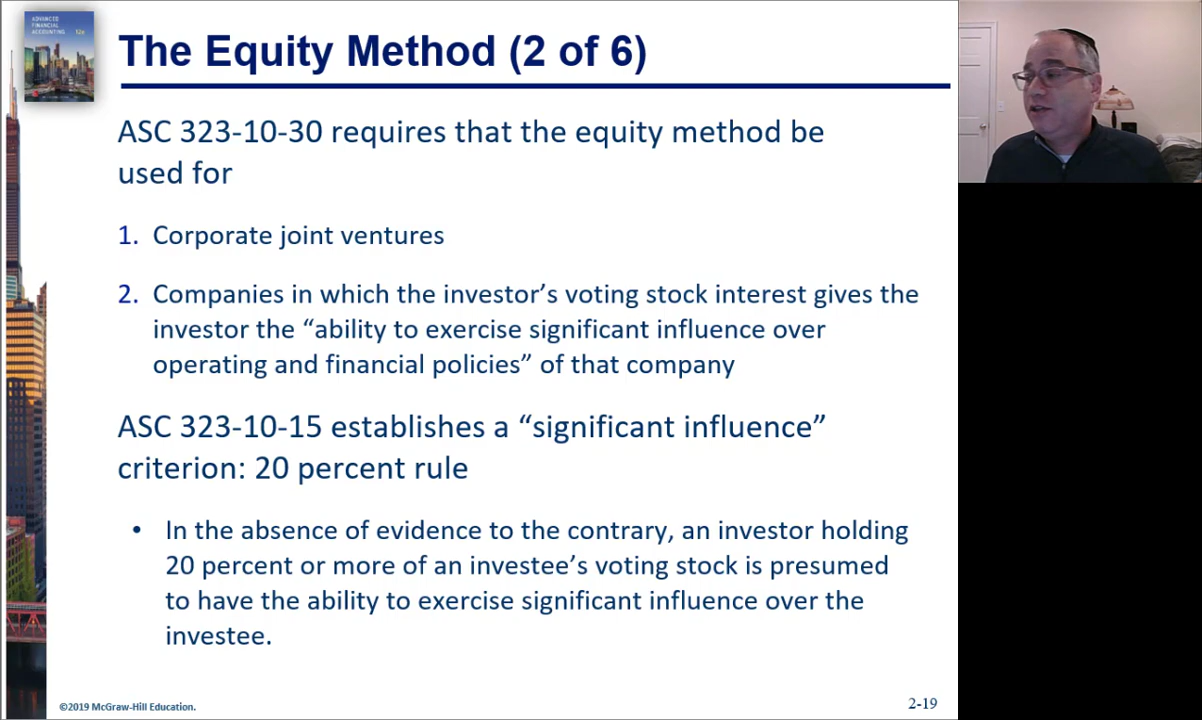 ADVANCED
FINANCIAL
ACCOUNTING 12e
The Equity Method (2 of 6)
ASC 323-10-30 requires that the equity method be
used for
1. Corporate joint ventures
2. Companies in which the investor’s voting stock interest gives the
investor the “ability to exercise significant influence over
operating and financial policies” of that company
ASC 323-10-15 establishes a “significant influence”
criterion: 20 percent rule
• In the absence of evidence to the contrary, an investor holding
20 percent or more of an investee’s voting stock is presumed
to have the ability to exercise significant influence over the
investee.
©2019 McGraw-Hill Education.
2-19